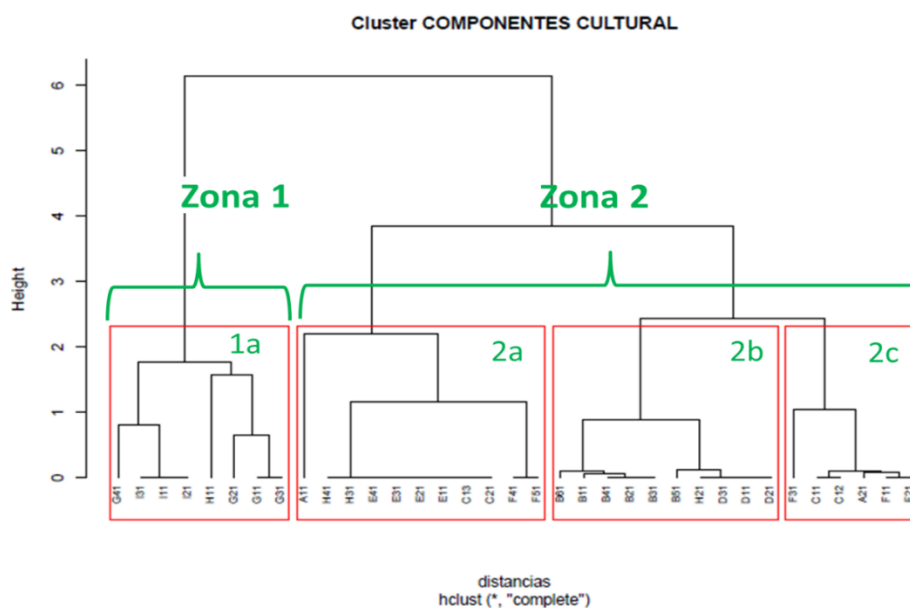 Cluster COMPONENTES CULTURAL
6
5
Zona 1 Zona 2
4
3
Height
2
1a 2a 2b 2c
1
0
G41 I31 I11 I21 H11 G21 G11 G31 A11 H41 H31 E41 E31 E21 E11 C13 C21 F41 F51 B61 B11 B41 B21 B31 B51 H21 D31 D11 D21 F31 C11 C12 A21 F11 F21
distancias
hclust (*, "complete")